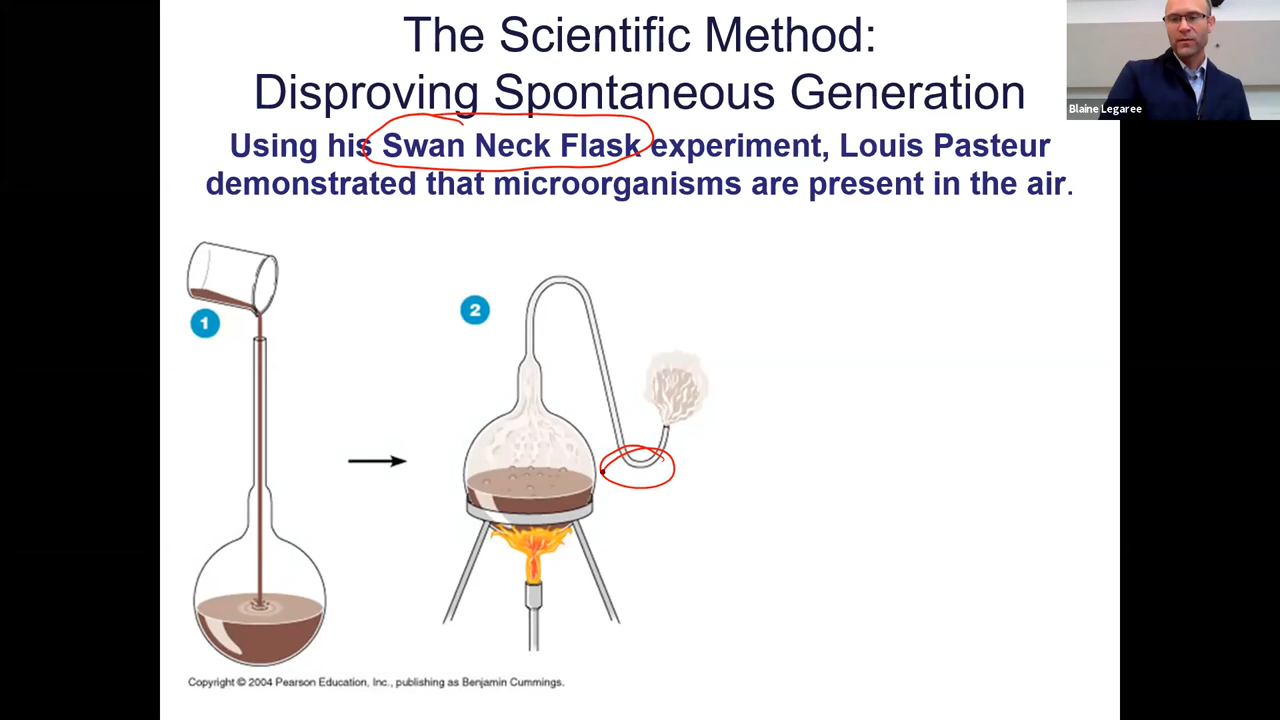 The Scientific Method:
Disproving Spontaneous Generation
Blaine Legaree
Using his Swan Neck Flask experiment, Louis Pasteur
demonstrated that microorganisms are present in the air.
1
2
Copyright © 2004 Pearson Education, Inc., publishing as Benjamin Cummings.